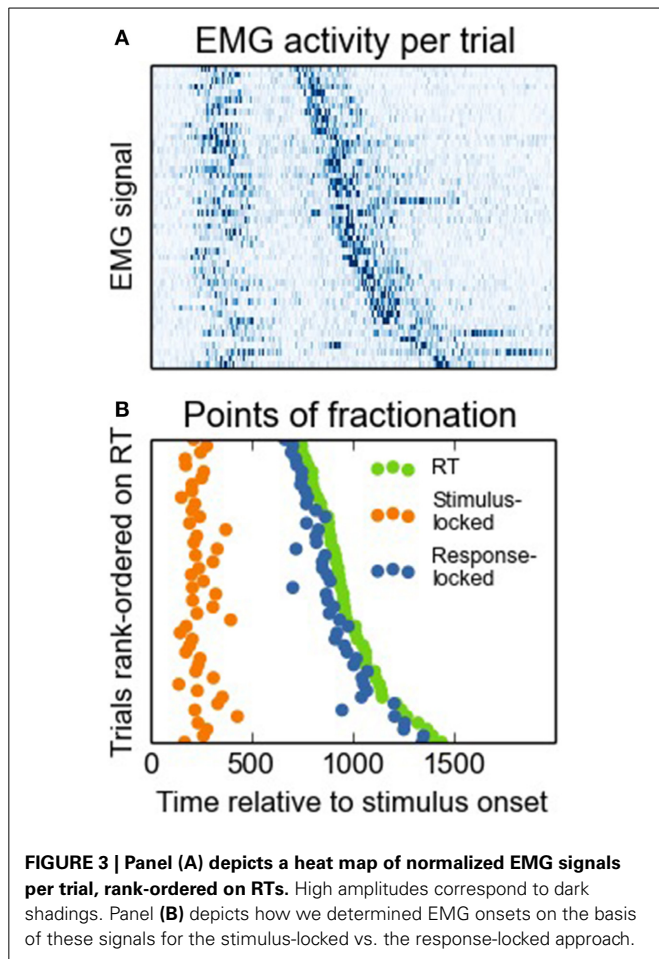 A
EMG activity per trial
EMG signal
B
Points of fractionation
Trials rank-ordered on RT
RT
Stimulus-
locked
Response-
locked
0 500 1000 1500
Time relative to stimulus onset
FIGURE 3 | Panel (A) depicts a heat map of normalized EMG signals
per trial, rank-ordered on RTs. High amplitudes correspond to dark
shadings. Panel (B) depicts how we determined EMG onsets on the basis
of these signals for the stimulus-locked vs. the response-locked approach.